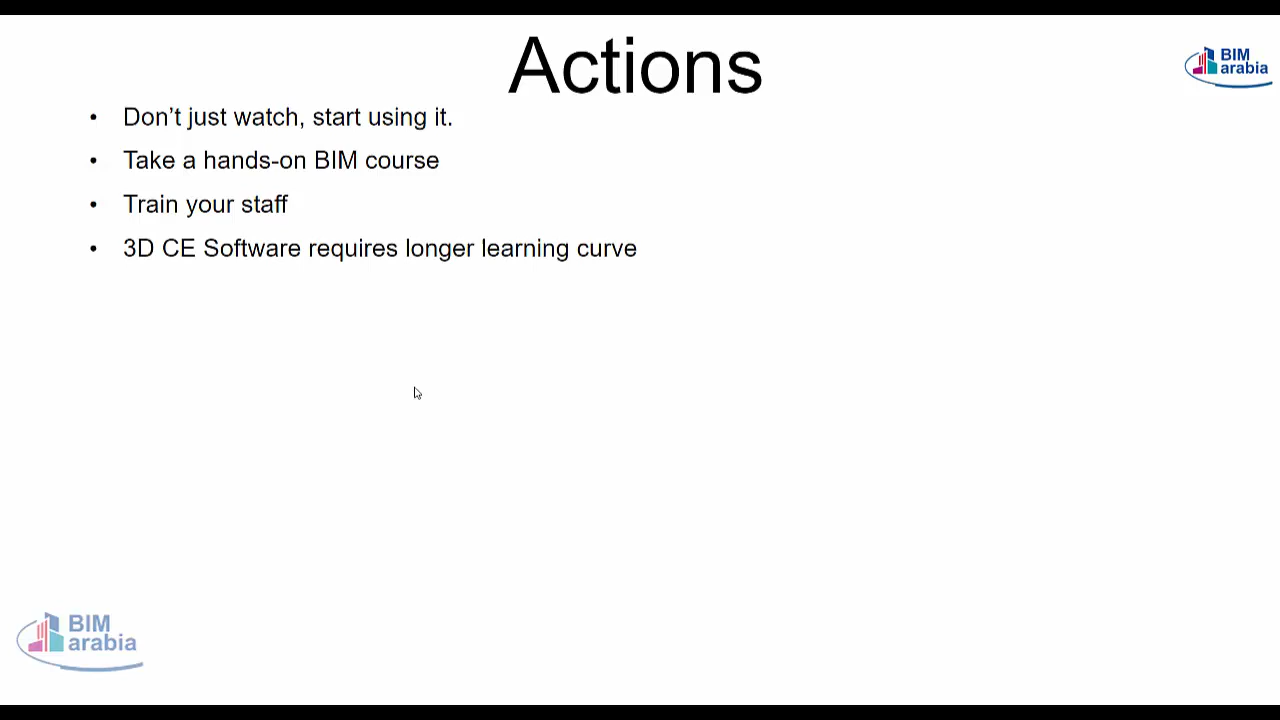 Actions
BIM
arabia
• Don’t just watch, start using it.
• Take a hands-on BIM course
• Train your staff
• 3D CE Software requires longer learning curve
BIM
arabia